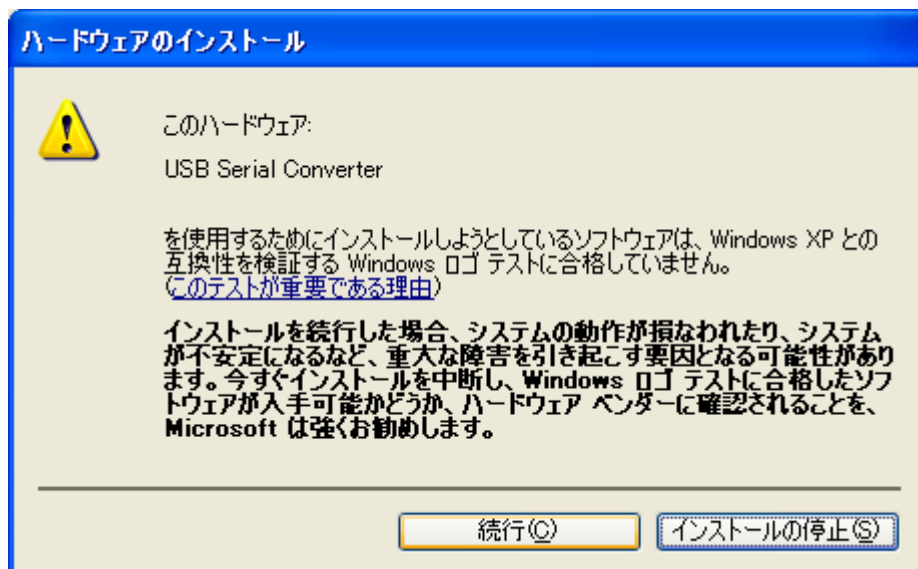 ハードウェアのインストール
このハードウェア:
USB Serial Converter
を使用するためにインストールしようとしているソフトウェアは、Windows XP との
互換性を検証する Windows ロゴ テストに合格していません。
(このテストが重要である理由)
インストールを続行した場合、システムの動作が損なわれたり、システム
が不安定になるなど、重大な障害を引き起こす要因となる可能性があり
ます。今すぐインストールを中断し、Windows ロゴ テストに合格したソフ
トウェアが入手可能かどうか、ハードウェア ベンダーに確認されることを、
Microsoft は強くお勧めします。
続行(C) インストールの停止(S)